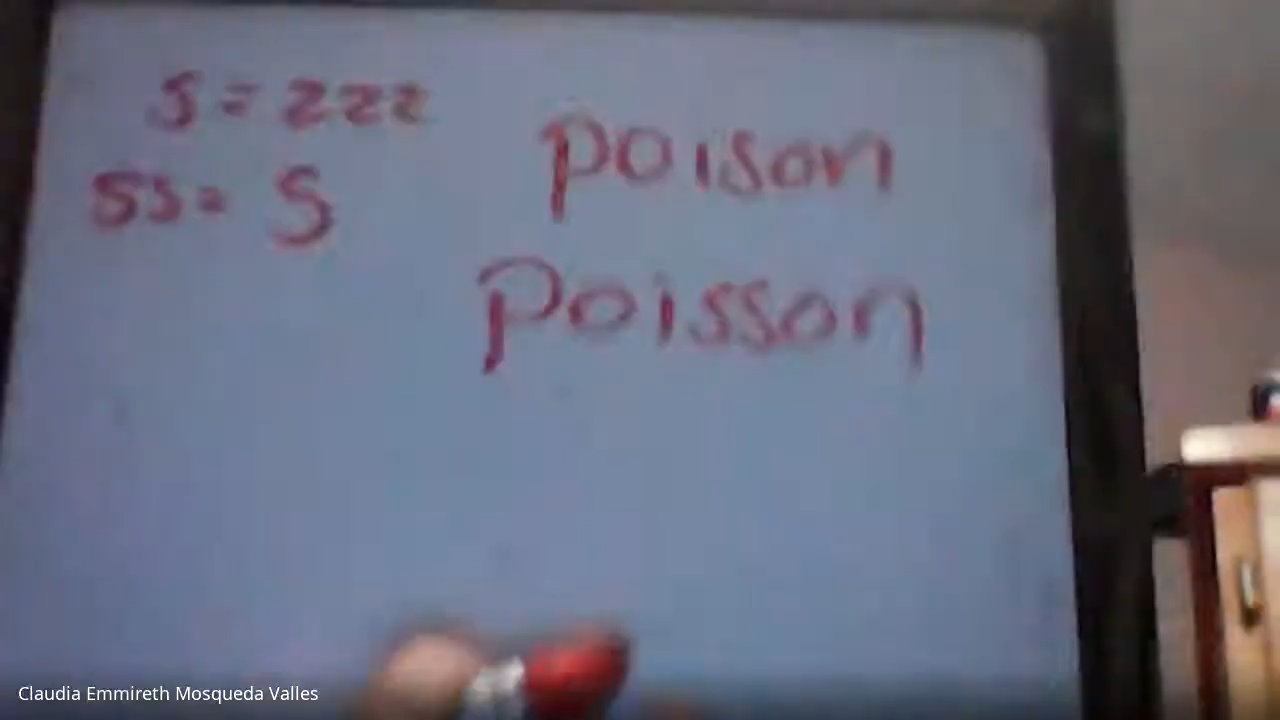 s = zzz
ss = s
poison
poisson
Claudia Emmireth Mosqueda Valles